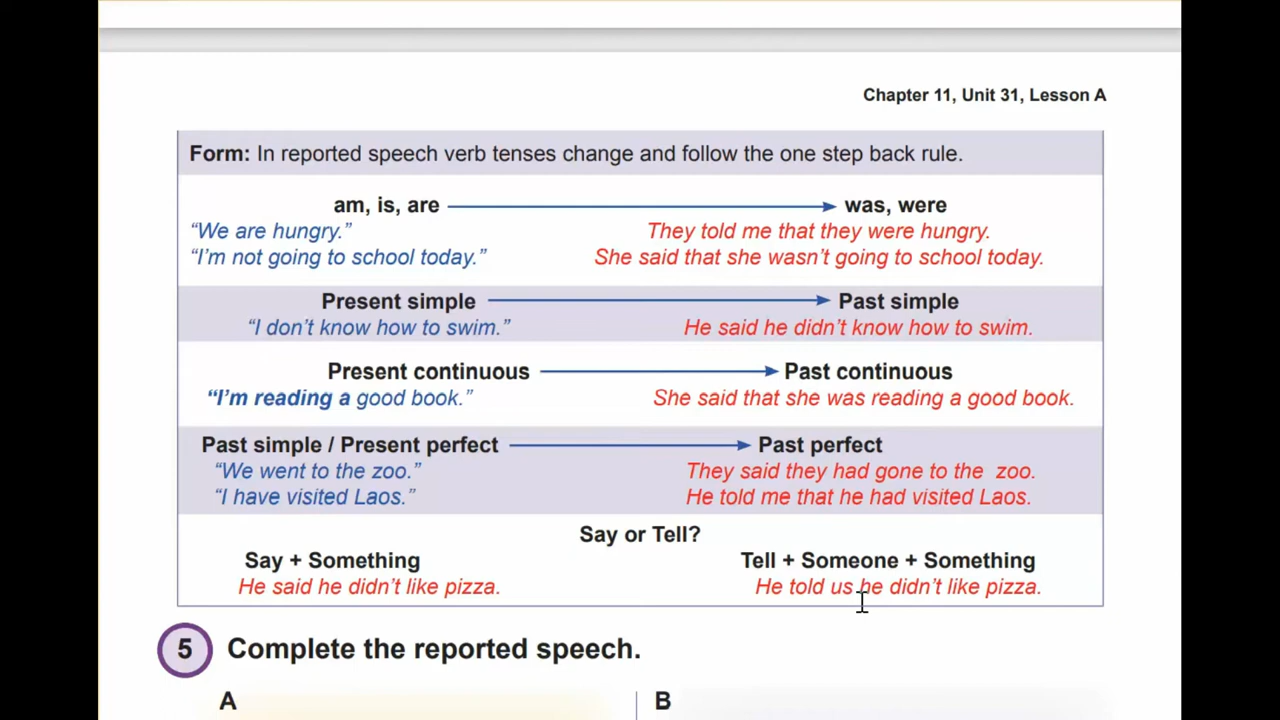 Chapter 11, Unit 31, Lesson A
Form: In reported speech verb tenses change and follow the one step back rule.
am, is, are was, were
“We are hungry.” They told me that they were hungry.
“I’m not going to school today.” She said that she wasn’t going to school today.
Present simple Past simple
“I don’t know how to swim.” He said he didn’t know how to swim.
Present continuous Past continuous
“I’m reading a good book.” She said that she was reading a good book.
Past simple / Present perfect Past perfect
“We went to the zoo.” They said they had gone to the zoo.
“I have visited Laos.” He told me that he had visited Laos.
Say or Tell?
Say + Something Tell + Someone + Something
He said he didn’t like pizza. He told us he didn’t like pizza.
5 Complete the reported speech.
A B